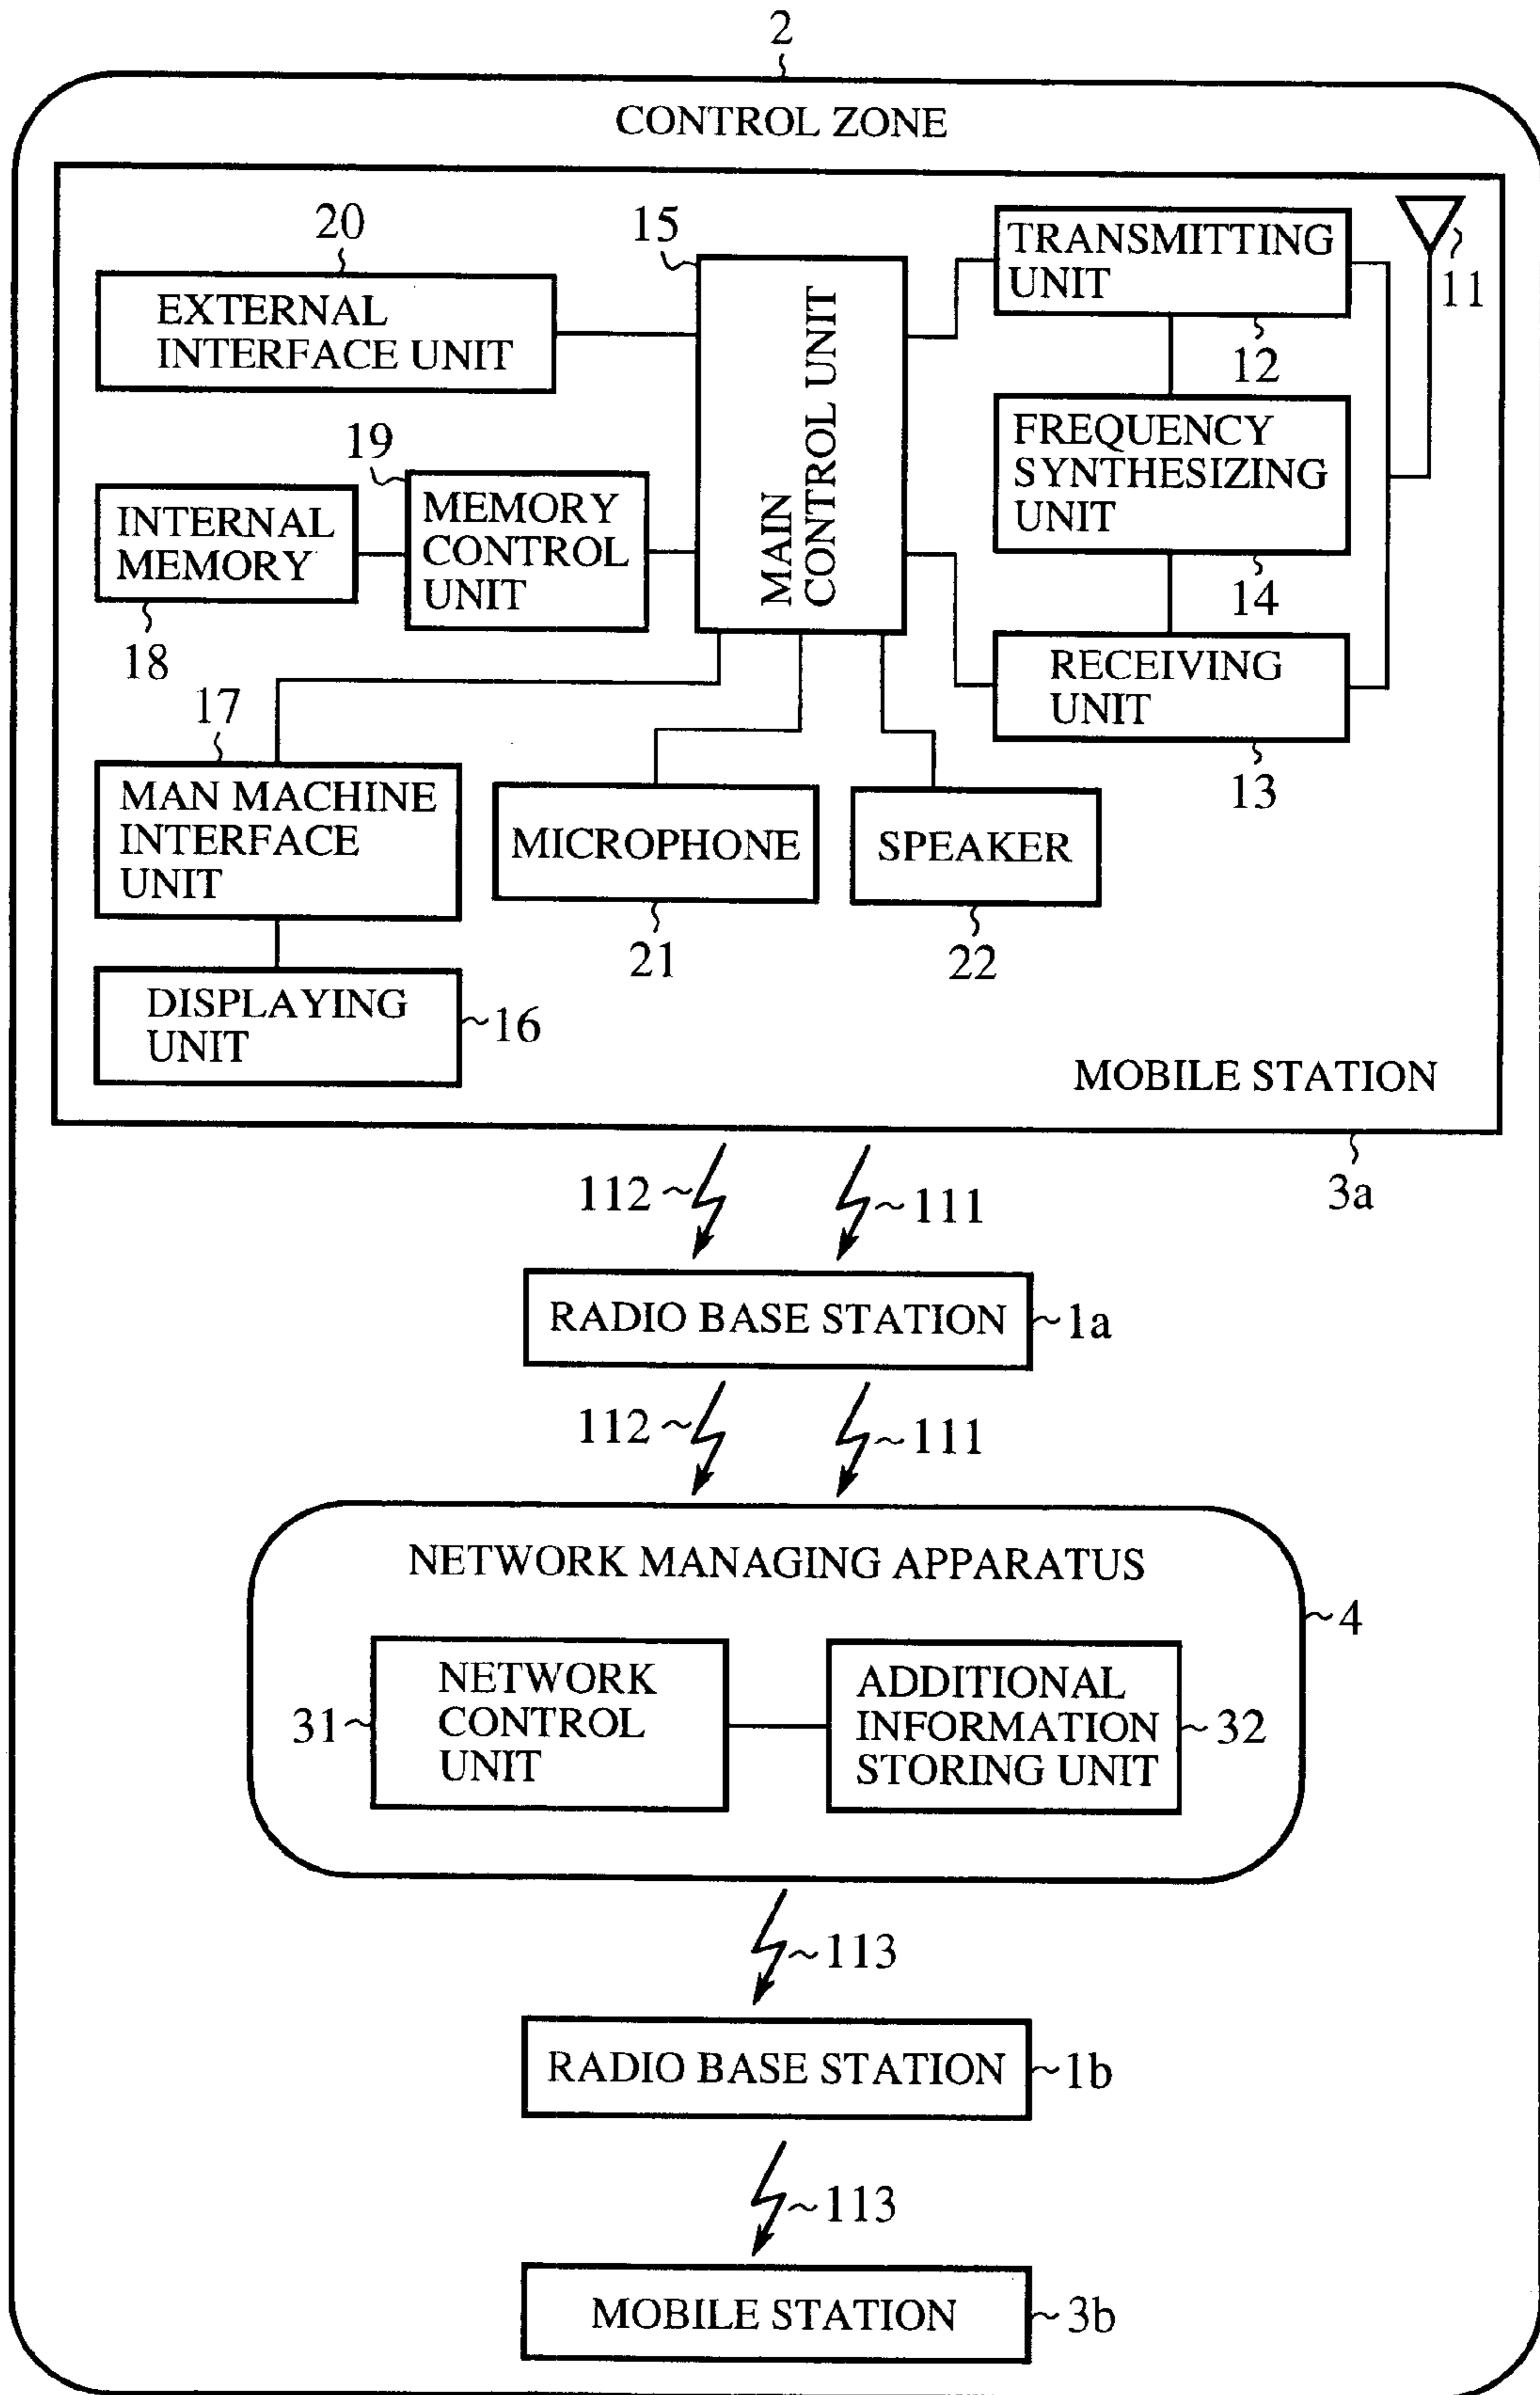 2
CONTROL ZONE
20
EXTERNAL
INTERFACE UNIT
15
MAIN
CONTROL UNIT
TRANSMITTING
UNIT
12
11
FREQUENCY
SYNTHESIZING
UNIT
14
19
MEMORY
CONTROL
UNIT
INTERNAL
MEMORY
18
RECEIVING
UNIT
13
17
MAN MACHINE
INTERFACE
UNIT
MICROPHONE
21
SPEAKER
22
DISPLAYING
UNIT
16
MOBILE STATION
3a
112
111
RADIO BASE STATION
1a
112
111
NETWORK MANAGING APPARATUS
4
31
NETWORK
CONTROL
UNIT
ADDITIONAL
INFORMATION
STORING UNIT
32
113
RADIO BASE STATION
1b
113
MOBILE STATION
3b